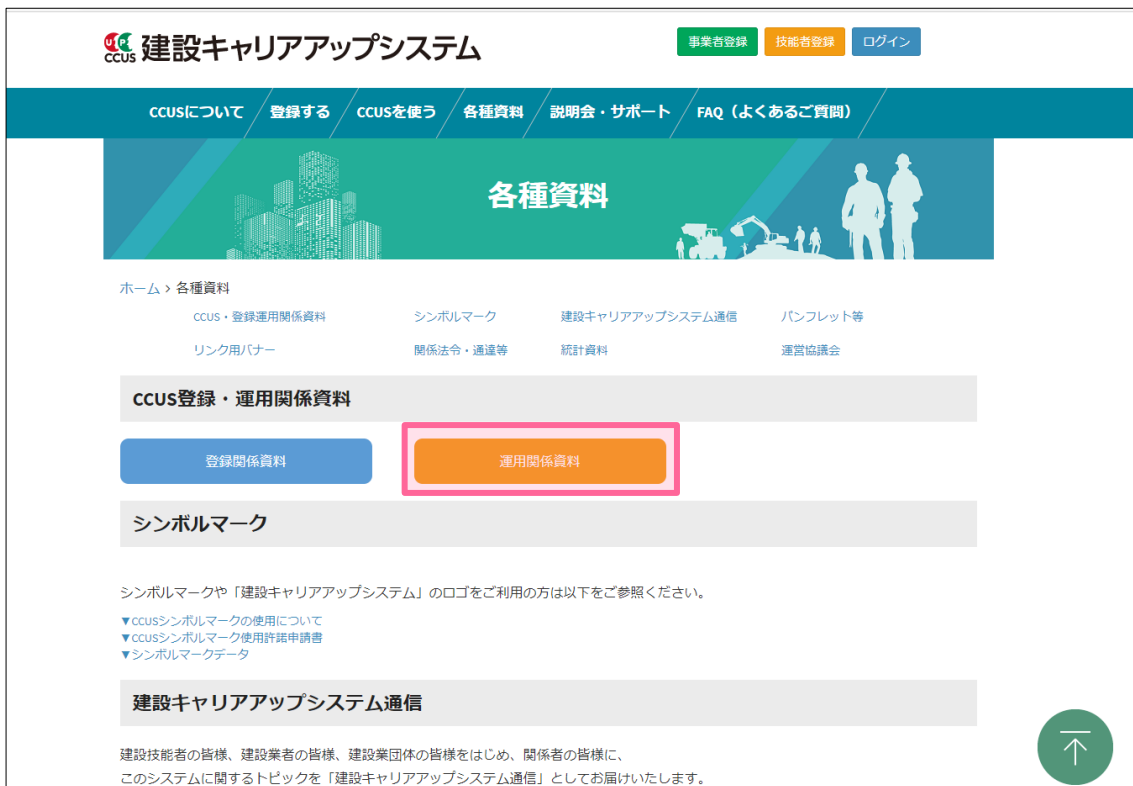 建設キャリアアップシステム
事業者登録 技能者登録 ログイン
CCUSについて 登録する CCUSを使う 各種資料 説明会・サポート FAQ（よくあるご質問）
各種資料
ホーム › 各種資料
CCUS・登録運用関係資料 シンボルマーク 建設キャリアアップシステム通信 パンフレット等
リンク用バナー 関係法令・通達等 統計資料 運営協議会
CCUS登録・運用関係資料
登録関係資料 運用関係資料
シンボルマーク
シンボルマークや「建設キャリアアップシステム」のロゴをご利用の方は以下をご参照ください。
▼CCUSシンボルマークの使用について
▼CCUSシンボルマーク使用許諾申請書
▼シンボルマークデータ
建設キャリアアップシステム通信
建設技能者の皆様、建設業者の皆様、建設業団体の皆様をはじめ、関係者の皆様に、
このシステムに関するトピックを「建設キャリアアップシステム通信」としてお届けいたします。